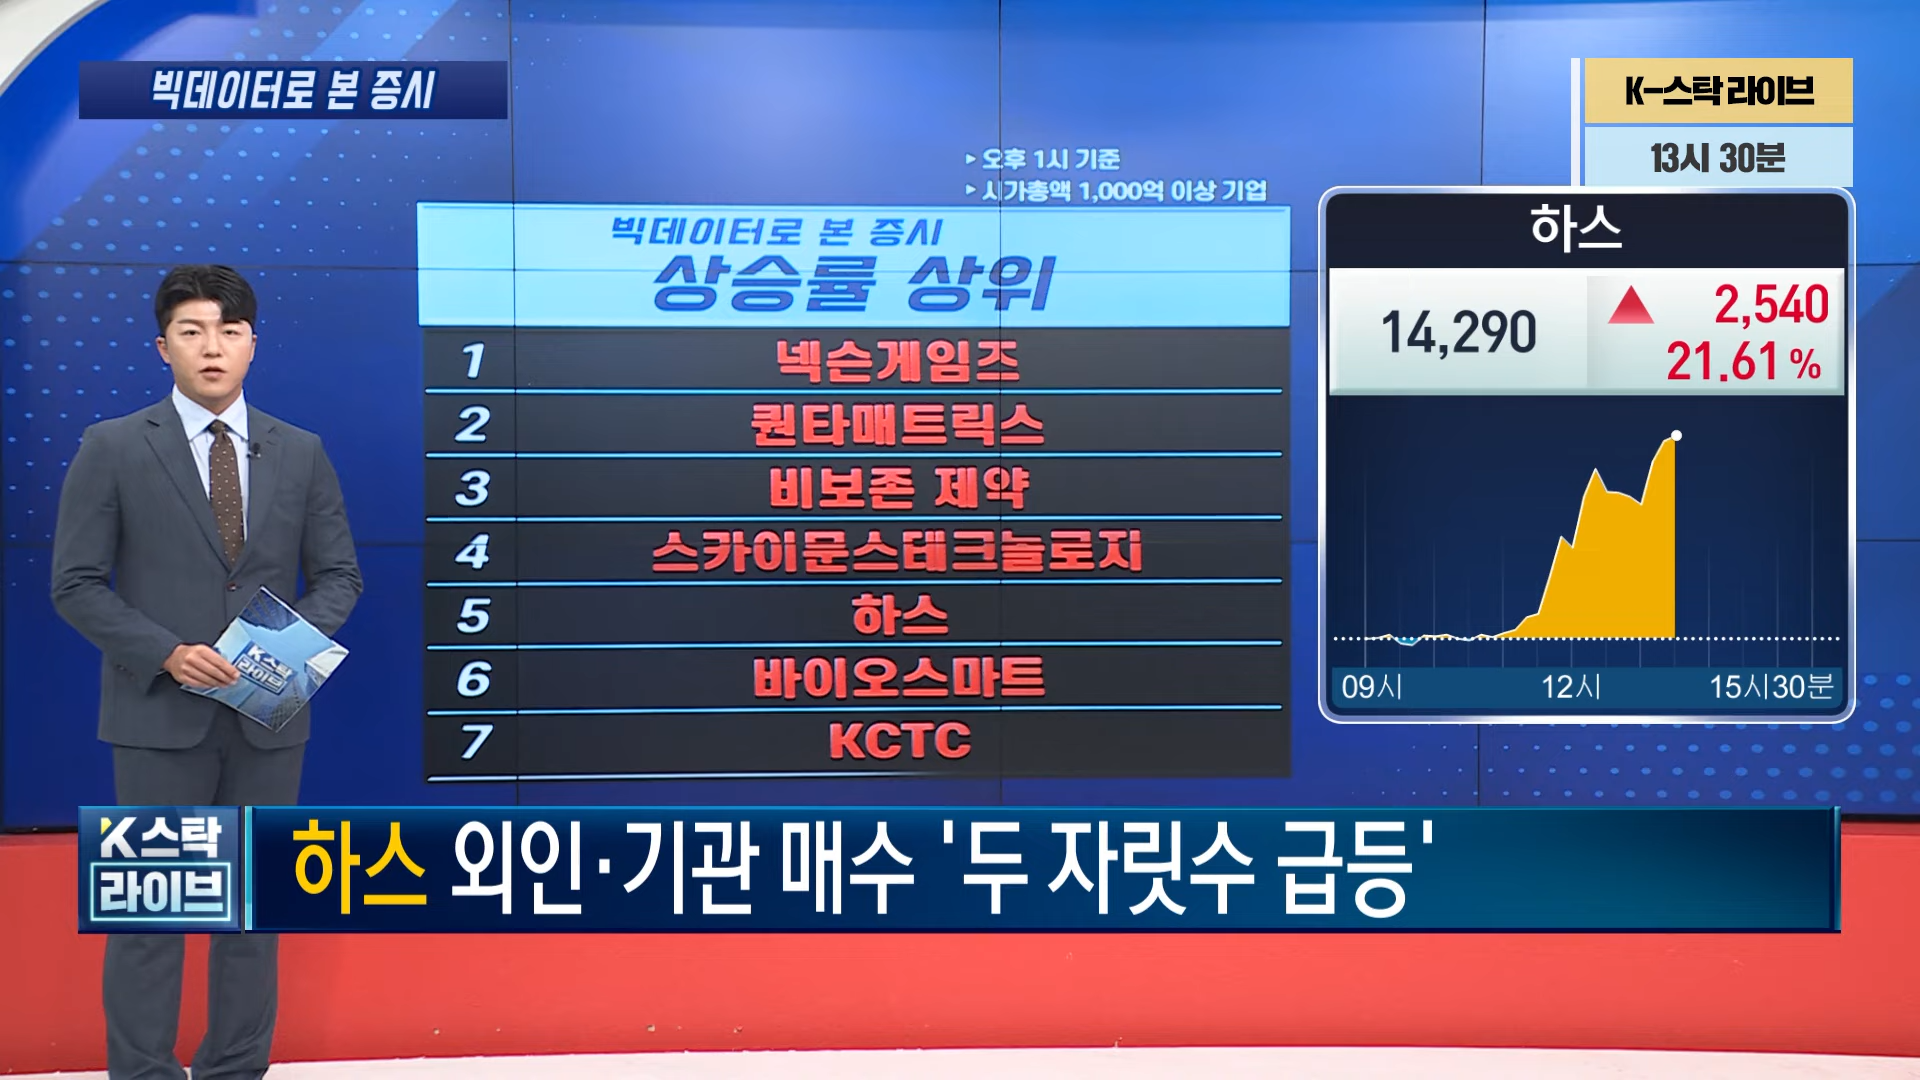 빅데이터로 본 증시
K-스탁 라이브
13시 30분
▸ 오후 1시 기준
▸ 시가총액 1,000억 이상 기업
빅데이터로 본 증시
상승률 상위
1 넥슨게임즈
2 퀀타매트릭스
3 비보존 제약
4 스카이문스테크놀로지
5 하스
6 바이오스마트
7 KCTC
하스
14,290 ▲ 2,540
21.61 %
09시 12시 15시30분
K스탁
라이브
K스탁
라이브
하스 외인·기관 매수 '두 자릿수 급등'